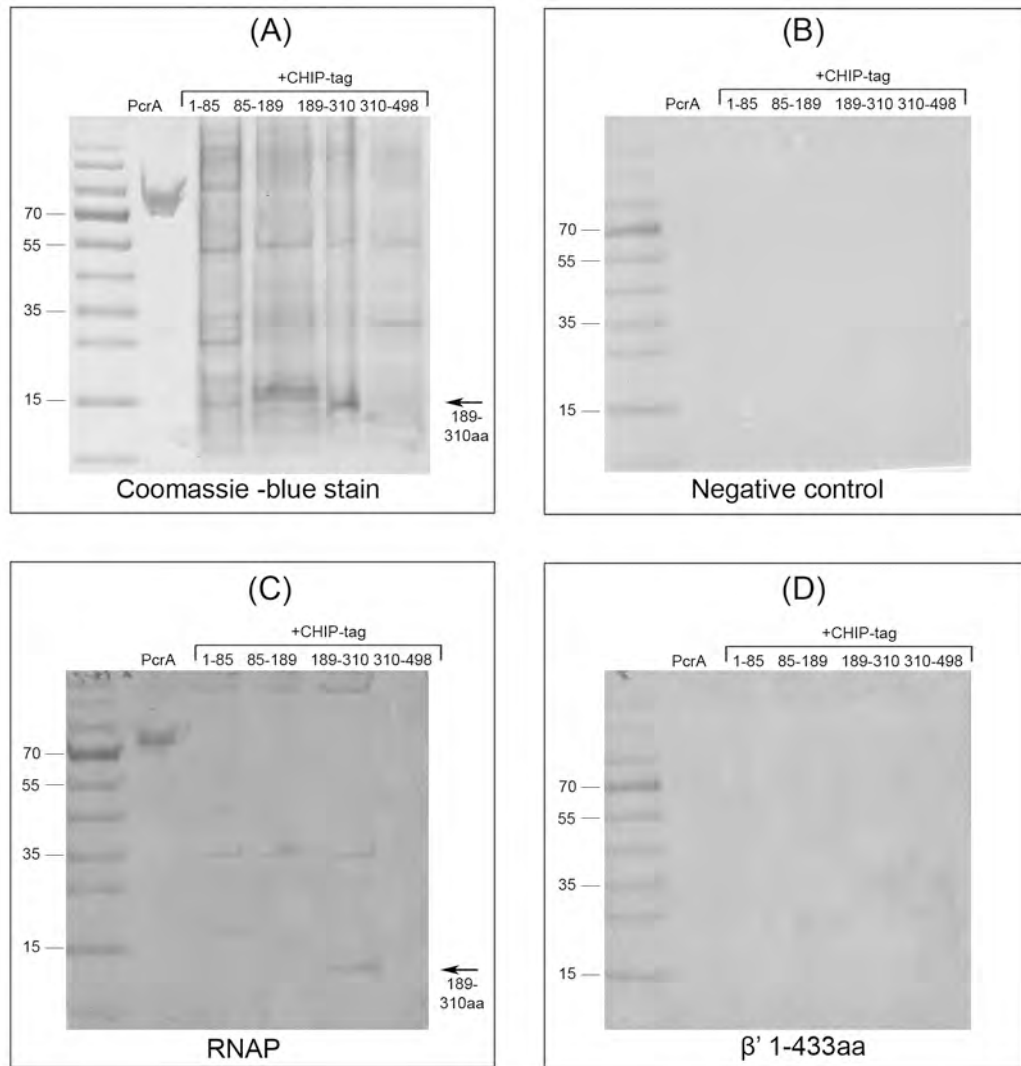 (A)
+CHIP-tag
PcrA 1-85 85-189 189-310 310-498
70
55
35
15
189-
310aa
Coomassie -blue stain
(B)
+CHIP-tag
PcrA 1-85 85-189 189-310 310-498
70
55
35
15
Negative control
(C)
+CHIP-tag
PcrA 1-85 85-189 189-310 310-498
70
55
35
15
189-
310aa
RNAP
(D)
+CHIP-tag
PcrA 1-85 85-189 189-310 310-498
70
55
35
15
β' 1-433aa